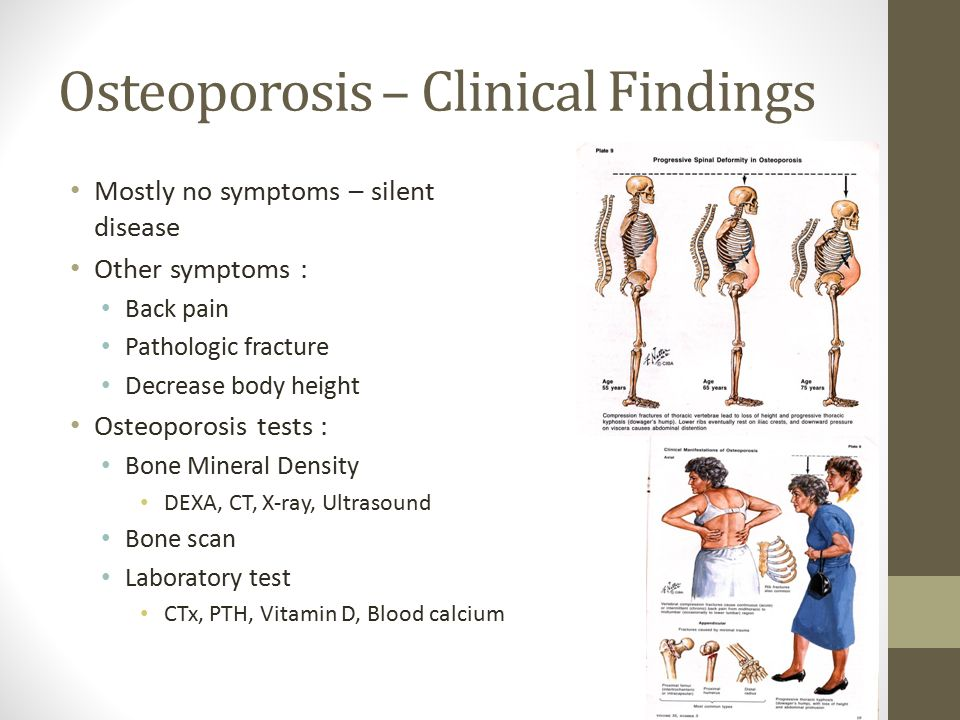 Osteoporosis – Clinical Findings
• Mostly no symptoms – silent
disease
• Other symptoms :
• Back pain
• Pathologic fracture
• Decrease body height
• Osteoporosis tests :
• Bone Mineral Density
• DEXA, CT, X-ray, Ultrasound
• Bone scan
• Laboratory test
• CTx, PTH, Vitamin D, Blood calcium
Plate 9
Progressive Spinal Deformity in Osteoporosis
F. Netter
© CIBA
Age
55 years
Age
65 years
Age
75 years
Compression fractures of thoracic vertebrae lead to loss of height and progressive thoracic
kyphosis (dowager's hump). Lower ribs eventually rest on iliac crests, and downward pressure
on viscera causes abdominal distention
Clinical Manifestations of Osteoporosis
Axial
Rib fractures
also common
Vertebral compression fractures cause continuous (acute)
or intermittent (chronic) back pain from midthoracic to
midlumbar (occasionally to lower lumbar) region
Appendicular
Fractures caused by minimal trauma
Proximal femur
(intertrochanteric
or intracapsular)
Proximal
humerus
Distal
radius
Most common types
Progressive thoracic kyphosis
(dowager's hump), with loss of height
and abdominal protrusion